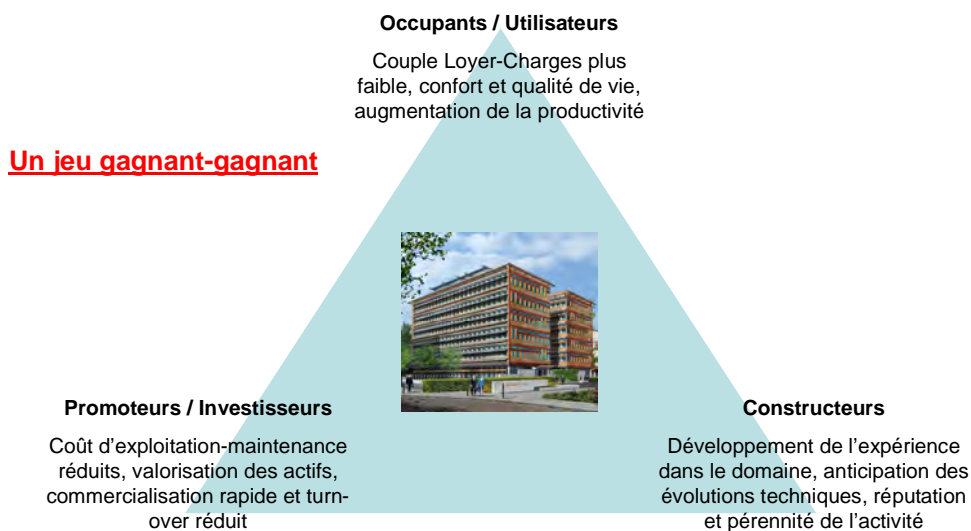 Occupants / Utilisateurs
Couple Loyer-Charges plus
faible, confort et qualité de vie,
augmentation de la productivité
Un jeu gagnant-gagnant
Promoteurs / Investisseurs
Coût d’exploitation-maintenance
réduits, valorisation des actifs,
commercialisation rapide et turn-
over réduit
Constructeurs
Développement de l’expérience
dans le domaine, anticipation des
évolutions techniques, réputation
et pérennité de l’activité